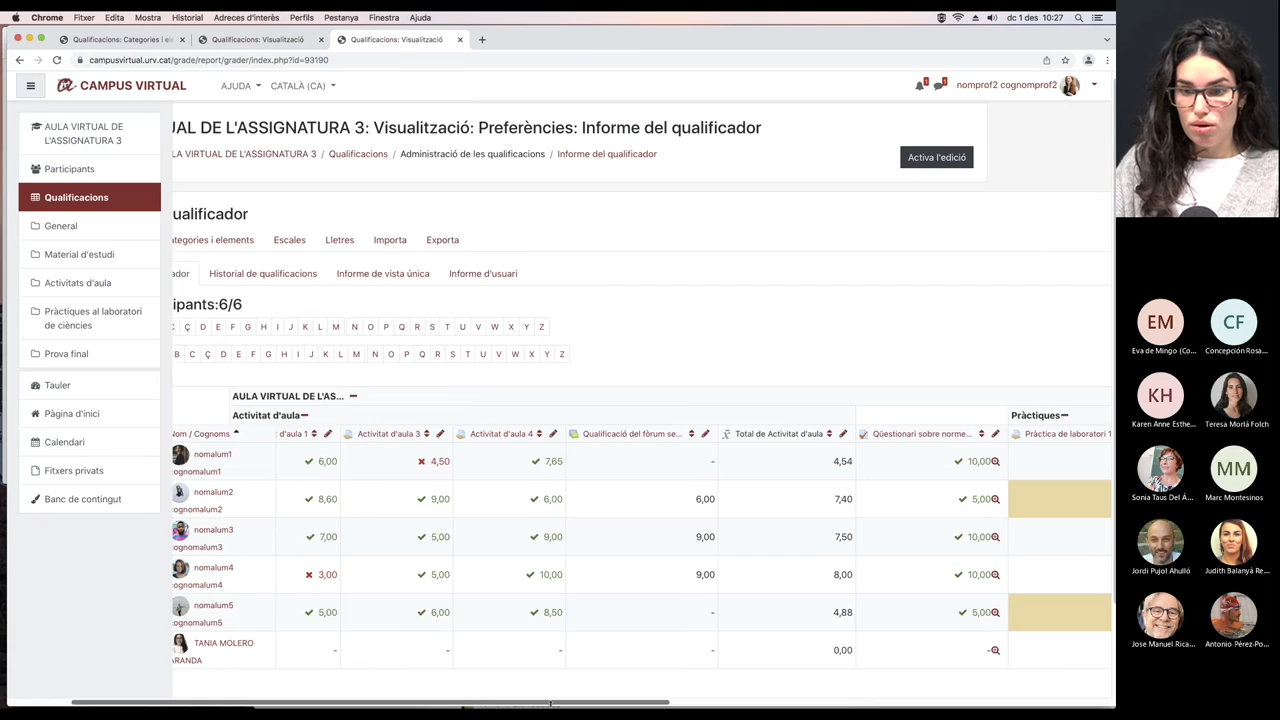 Chrome Fitxer Edita Mostra Historial Adreces d'interès Perfils Pestanya Finestra Ajuda dc 1 des 10:27
Qualificacions: Categories i ele Qualificacions: Visualització Qualificacions: Visualització
campusvirtual.urv.cat/grade/report/grader/index.php?id=93190
CAMPUS VIRTUAL AJUDA CATALÀ (CA) 1 1 nomprof2 cognomprof2
AULA VIRTUAL DE L'ASSIGNATURA 3
Participants
Qualificacions
General
Material d'estudi
Activitats d'aula
Pràctiques al laboratori de ciències
Prova final
Tauler
Pàgina d'inici
Calendari
Fitxers privats
Banc de contingut
UAL DE L'ASSIGNATURA 3: Visualització: Preferències: Informe del qualificador
LA VIRTUAL DE L'ASSIGNATURA 3 / Qualificacions / Administració de les qualificacions / Informe del qualificador
Activa l'edició
ualificador
ategories i elements Escales Lletres Importa Exporta
ador Historial de qualificacions Informe de vista única Informe d'usuari
ipants:6/6
C Ç D E F G H I J K L M N O P Q R S T U V W X Y Z
B C Ç D E F G H I J K L M N O P Q R S T U V W X Y Z
AULA VIRTUAL DE L'AS...
Activitat d'aula Pràctiques
Nom / Cognoms t d'aula 1 Activitat d'aula 3 Activitat d'aula 4 Qualificació del fòrum se... Total de Activitat d'aula Qüestionari sobre norme... Pràctica de laboratori 1
nomalum1 cognomalum1 6,00 4,50 7,65 - 4,54 10,00
nomalum2 cognomalum2 8,60 9,00 6,00 6,00 7,40 5,00
nomalum3 cognomalum3 7,00 5,00 9,00 9,00 7,50 10,00
nomalum4 cognomalum4 3,00 5,00 10,00 9,00 8,00 10,00
nomalum5 cognomalum5 5,00 6,00 8,50 - 4,88 5,00
TANIA MOLERO ARANDA - - - - 0,00 -
EM CF
Eva de Mingo (Co... Concepción Rosa...
KH
Karen Anne Esthe... Teresa Morlà Folch
MM
Sonia Taus Del Á... Marc Montesinos
Jordi Pujol Ahulló Judith Balanyà Re...
Jose Manuel Rica... Antonio Pérez-Po...